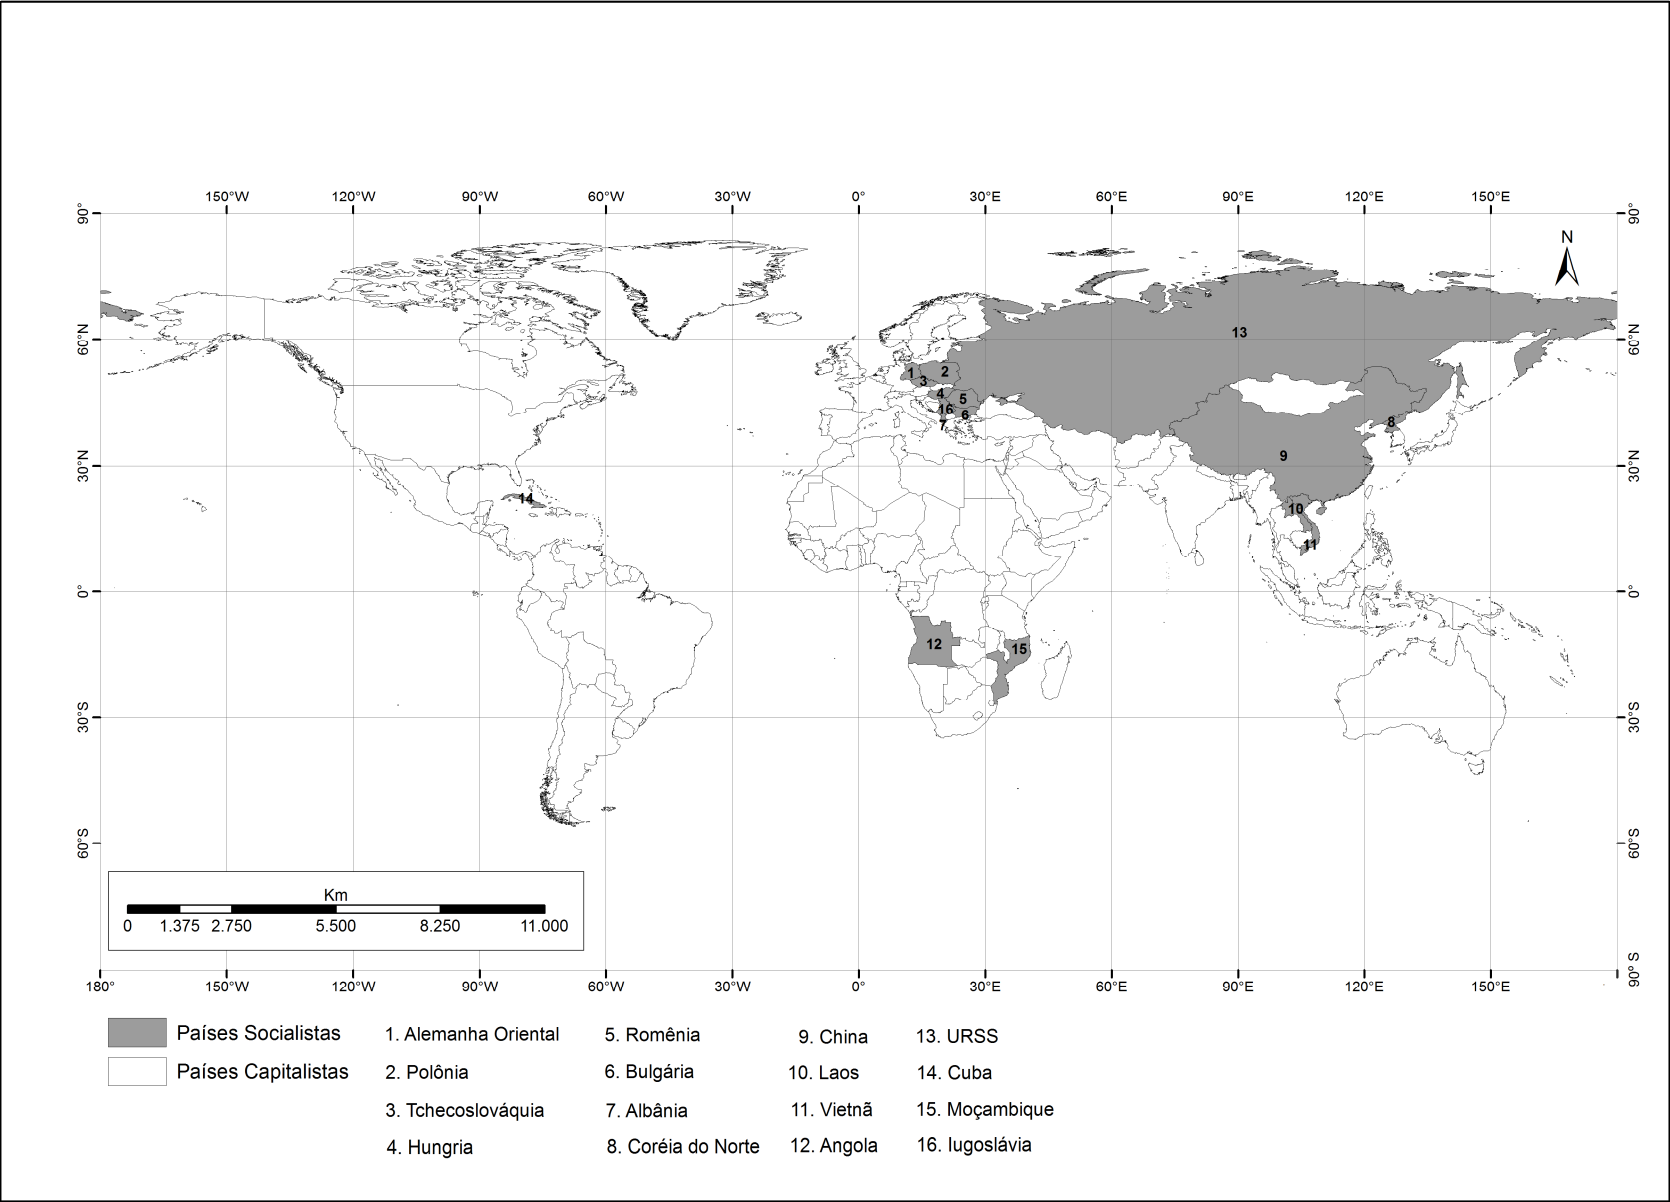 150°W 120°W 90°W 60°W 30°W 0° 30°E 60°E 90°E 120°E 150°E
90° 90°
N
60°N 60°N
30°N 30°N
0° 0°
30°S 30°S
60°S 60°S
90° S
13
1 2
3
4
5
16
6
7
8
9
14
10
11
12
15
Km
0 1.375 2.750 5.500 8.250 11.000
180° 150°W 120°W 90°W 60°W 30°W 0° 30°E 60°E 90°E 120°E 150°E
Países Socialistas
Países Capitalistas
1. Alemanha Oriental
2. Polônia
3. Tchecoslováquia
4. Hungria
5. Romênia
6. Bulgária
7. Albânia
8. Coréia do Norte
9. China
10. Laos
11. Vietnã
12. Angola
13. URSS
14. Cuba
15. Moçambique
16. Iugoslávia